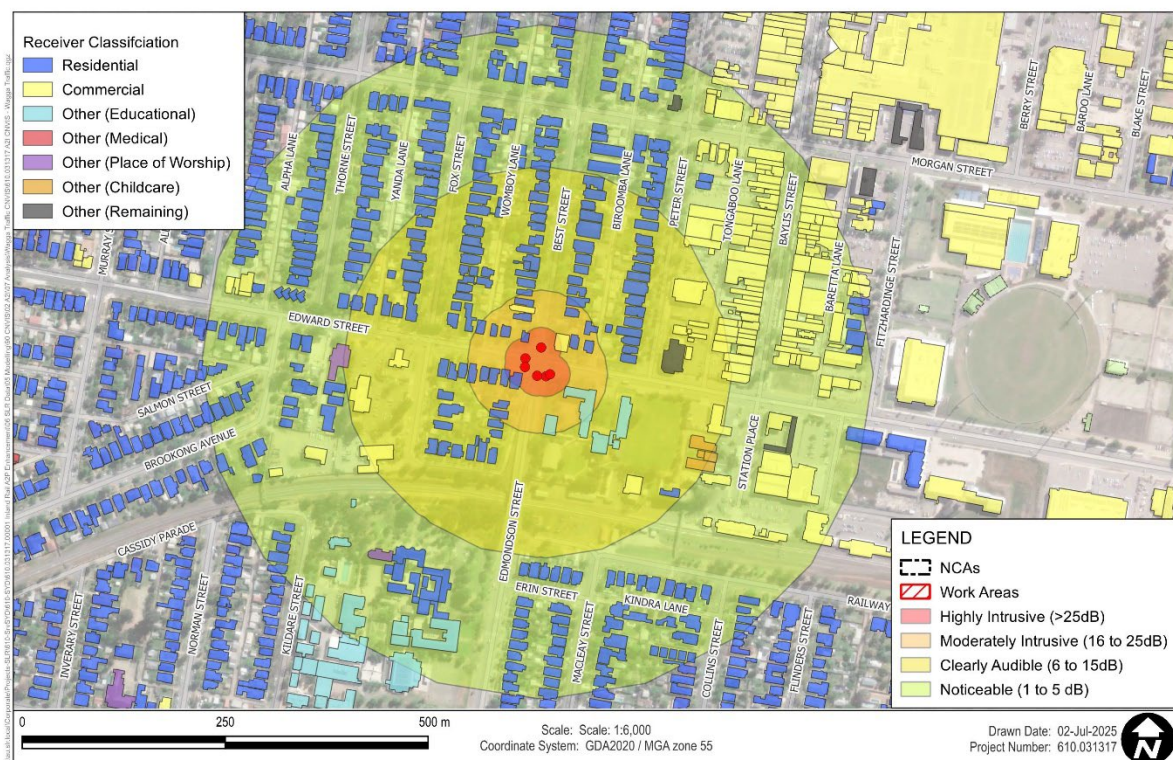 Receiver Classifciation
Residential
Commercial
Other (Educational)
Other (Medical)
Other (Place of Worship)
Other (Childcare)
Other (Remaining)
ALPHA LANE
THORNE STREET
YANDA LANE
FOX STREET
WOMBOY LANE
BEST STREET
BIROOMBA LANE
PETER STREET
TONGABOO LANE
BAYLIS STREET
BARETTA LANE
FITZHARDINGE STREET
MORGAN STREET
BERRY STREET
BARDO LANE
BLAKE STREET
EDWARD STREET
SALMON STREET
BROOKONG AVENUE
CASSIDY PARADE
INVERARY STREET
NORMAN STREET
KILDARE STREET
EDMONDSON STREET
ERIN STREET
KINDRA LANE
MACLEAY STREET
COLLINS STREET
FLINDERS STREET
RAILWAY
STATION PLACE
LEGEND
NCAs
Work Areas
Highly Intrusive (>25dB)
Moderately Intrusive (16 to 25dB)
Clearly Audible (6 to 15dB)
Noticeable (1 to 5 dB)
0 250 500 m
Scale: Scale: 1:6,000
Coordinate System: GDA2020 / MGA zone 55
Drawn Date: 02-Jul-2025
Project Number: 610.031317
N